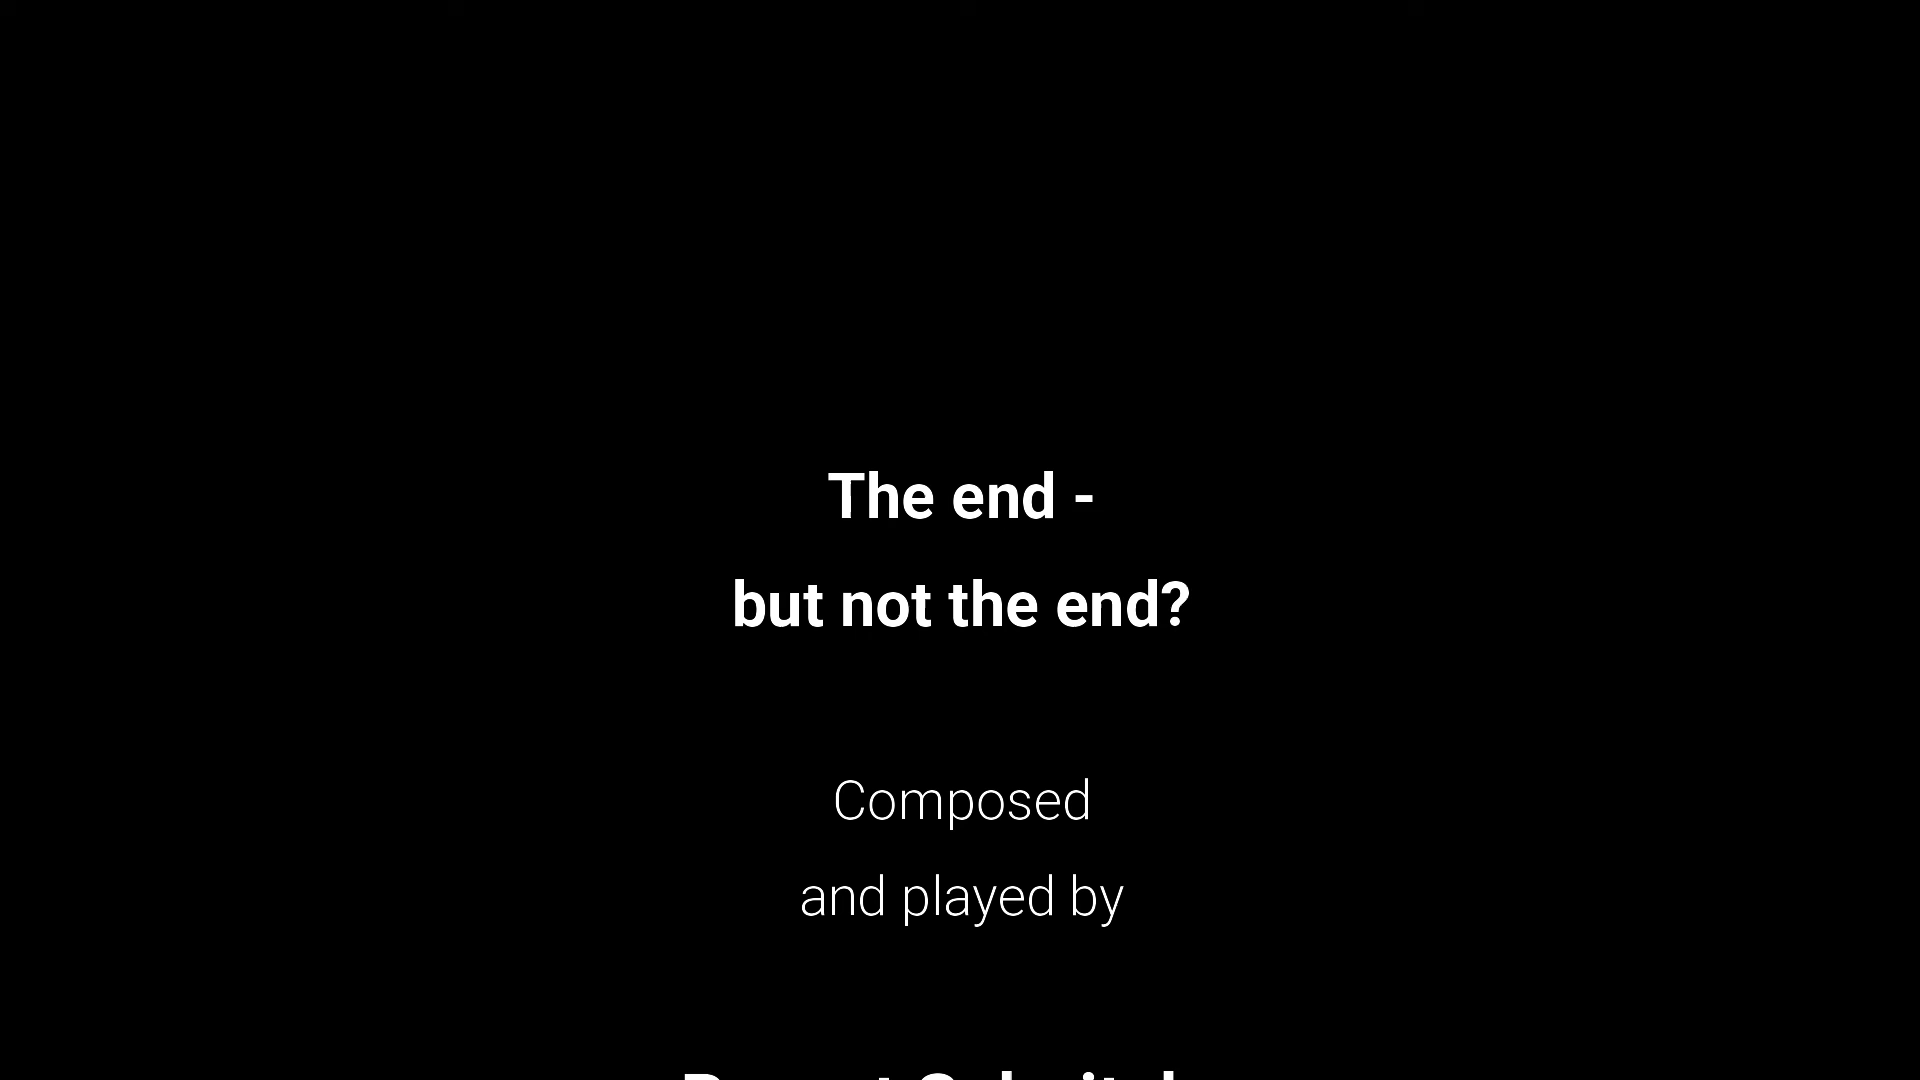 The end -
but not the end?
Composed
and played by